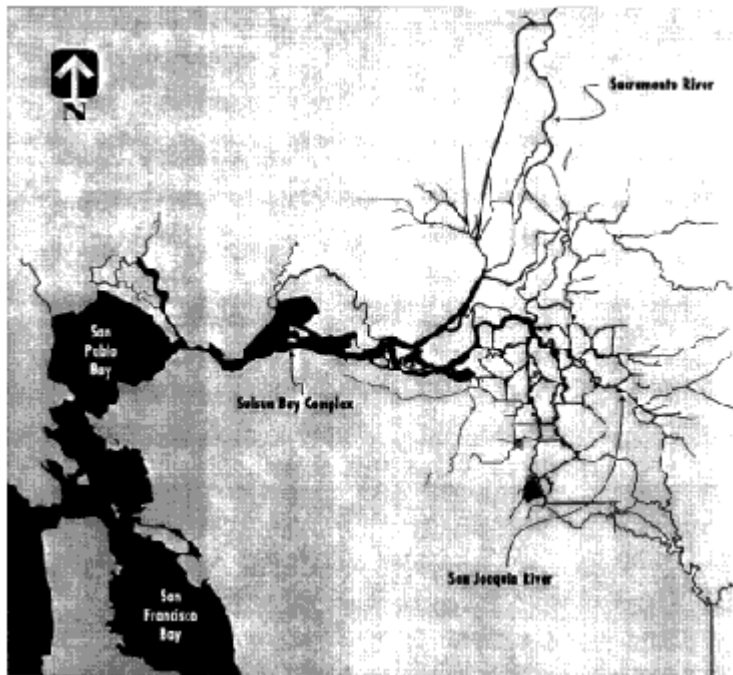 N
Sacramento River
San
Pablo
Bay
Suisun Bay Complex
San Joaquin River
San
Francisco
Bay